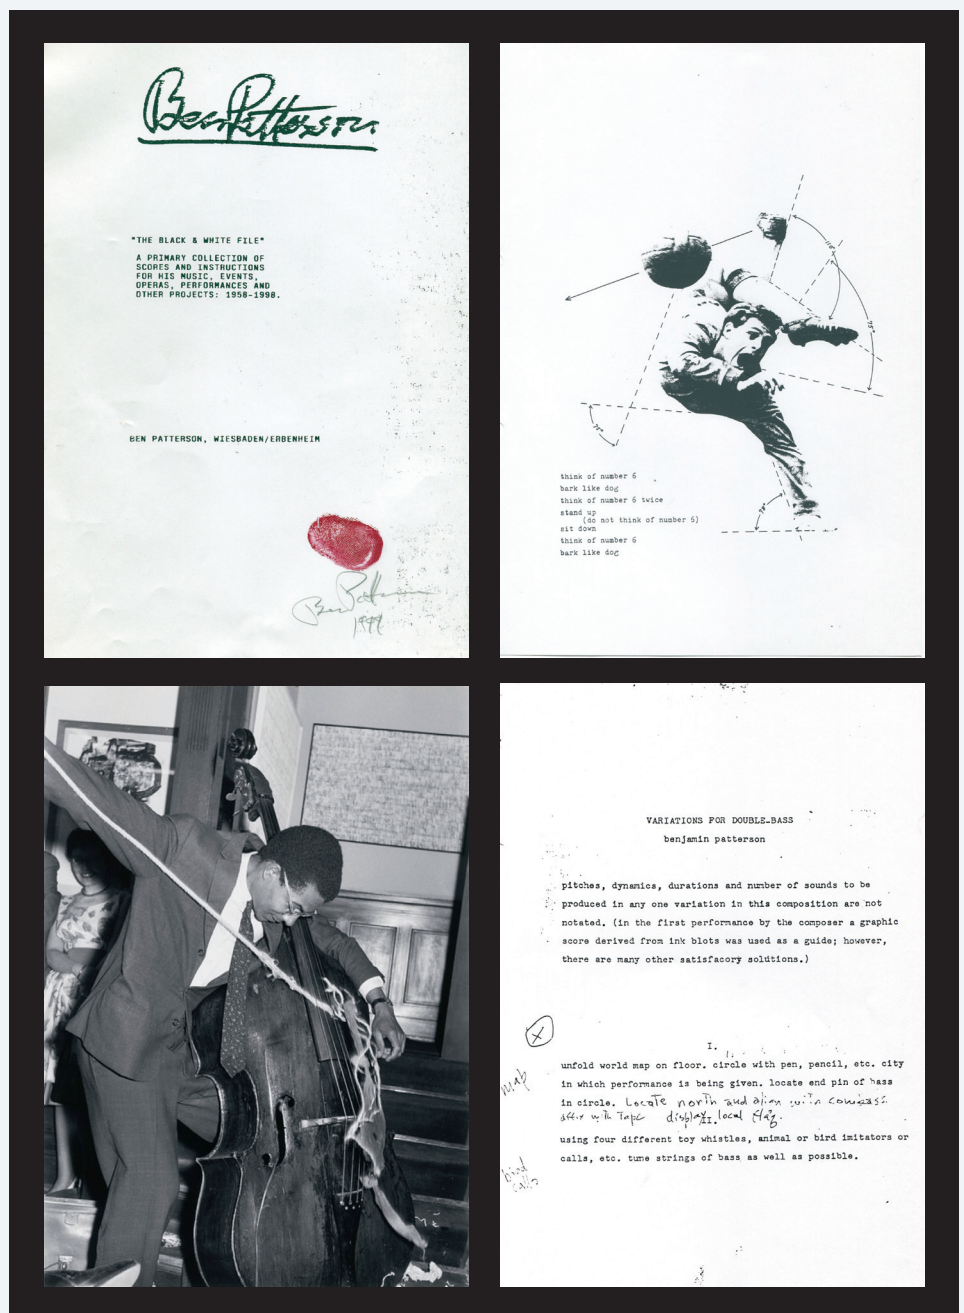 Ben Patterson
"THE BLACK & WHITE FILE"
A PRIMARY COLLECTION OF
SCORES AND INSTRUCTIONS
FOR HIS MUSIC, EVENTS,
OPERAS, PERFORMANCES AND
OTHER PROJECTS: 1958-1998.
BEN PATTERSON, WIESBADEN/ERBENHEIM
Ben Patterson
think of number 6
bark like dog
think of number 6 twice
stand up
(do not think of number 5)
sit down
think of number 6
bark like dog
VARIATIONS FOR DOUBLE-BASS
benjamin patterson
pitches, dynamics, durations and number of sounds to be
produced in any one variation in this composition are not
notated. (in the first performance by the composer a graphic
score derived from ink blots was used as a guide; however,
there are many other satisfacory solutions.)
X
I.
unfold world map on floor. circle with pen, pencil, etc. city
map
in which performance is being given. locate end pin of bass
in circle. Locate north and align with compass.
affix with Tape display local flag.
II.
using four different toy whistles, animal or bird imitators or
bird
calls
calls, etc. tune strings of bass as well as possible.